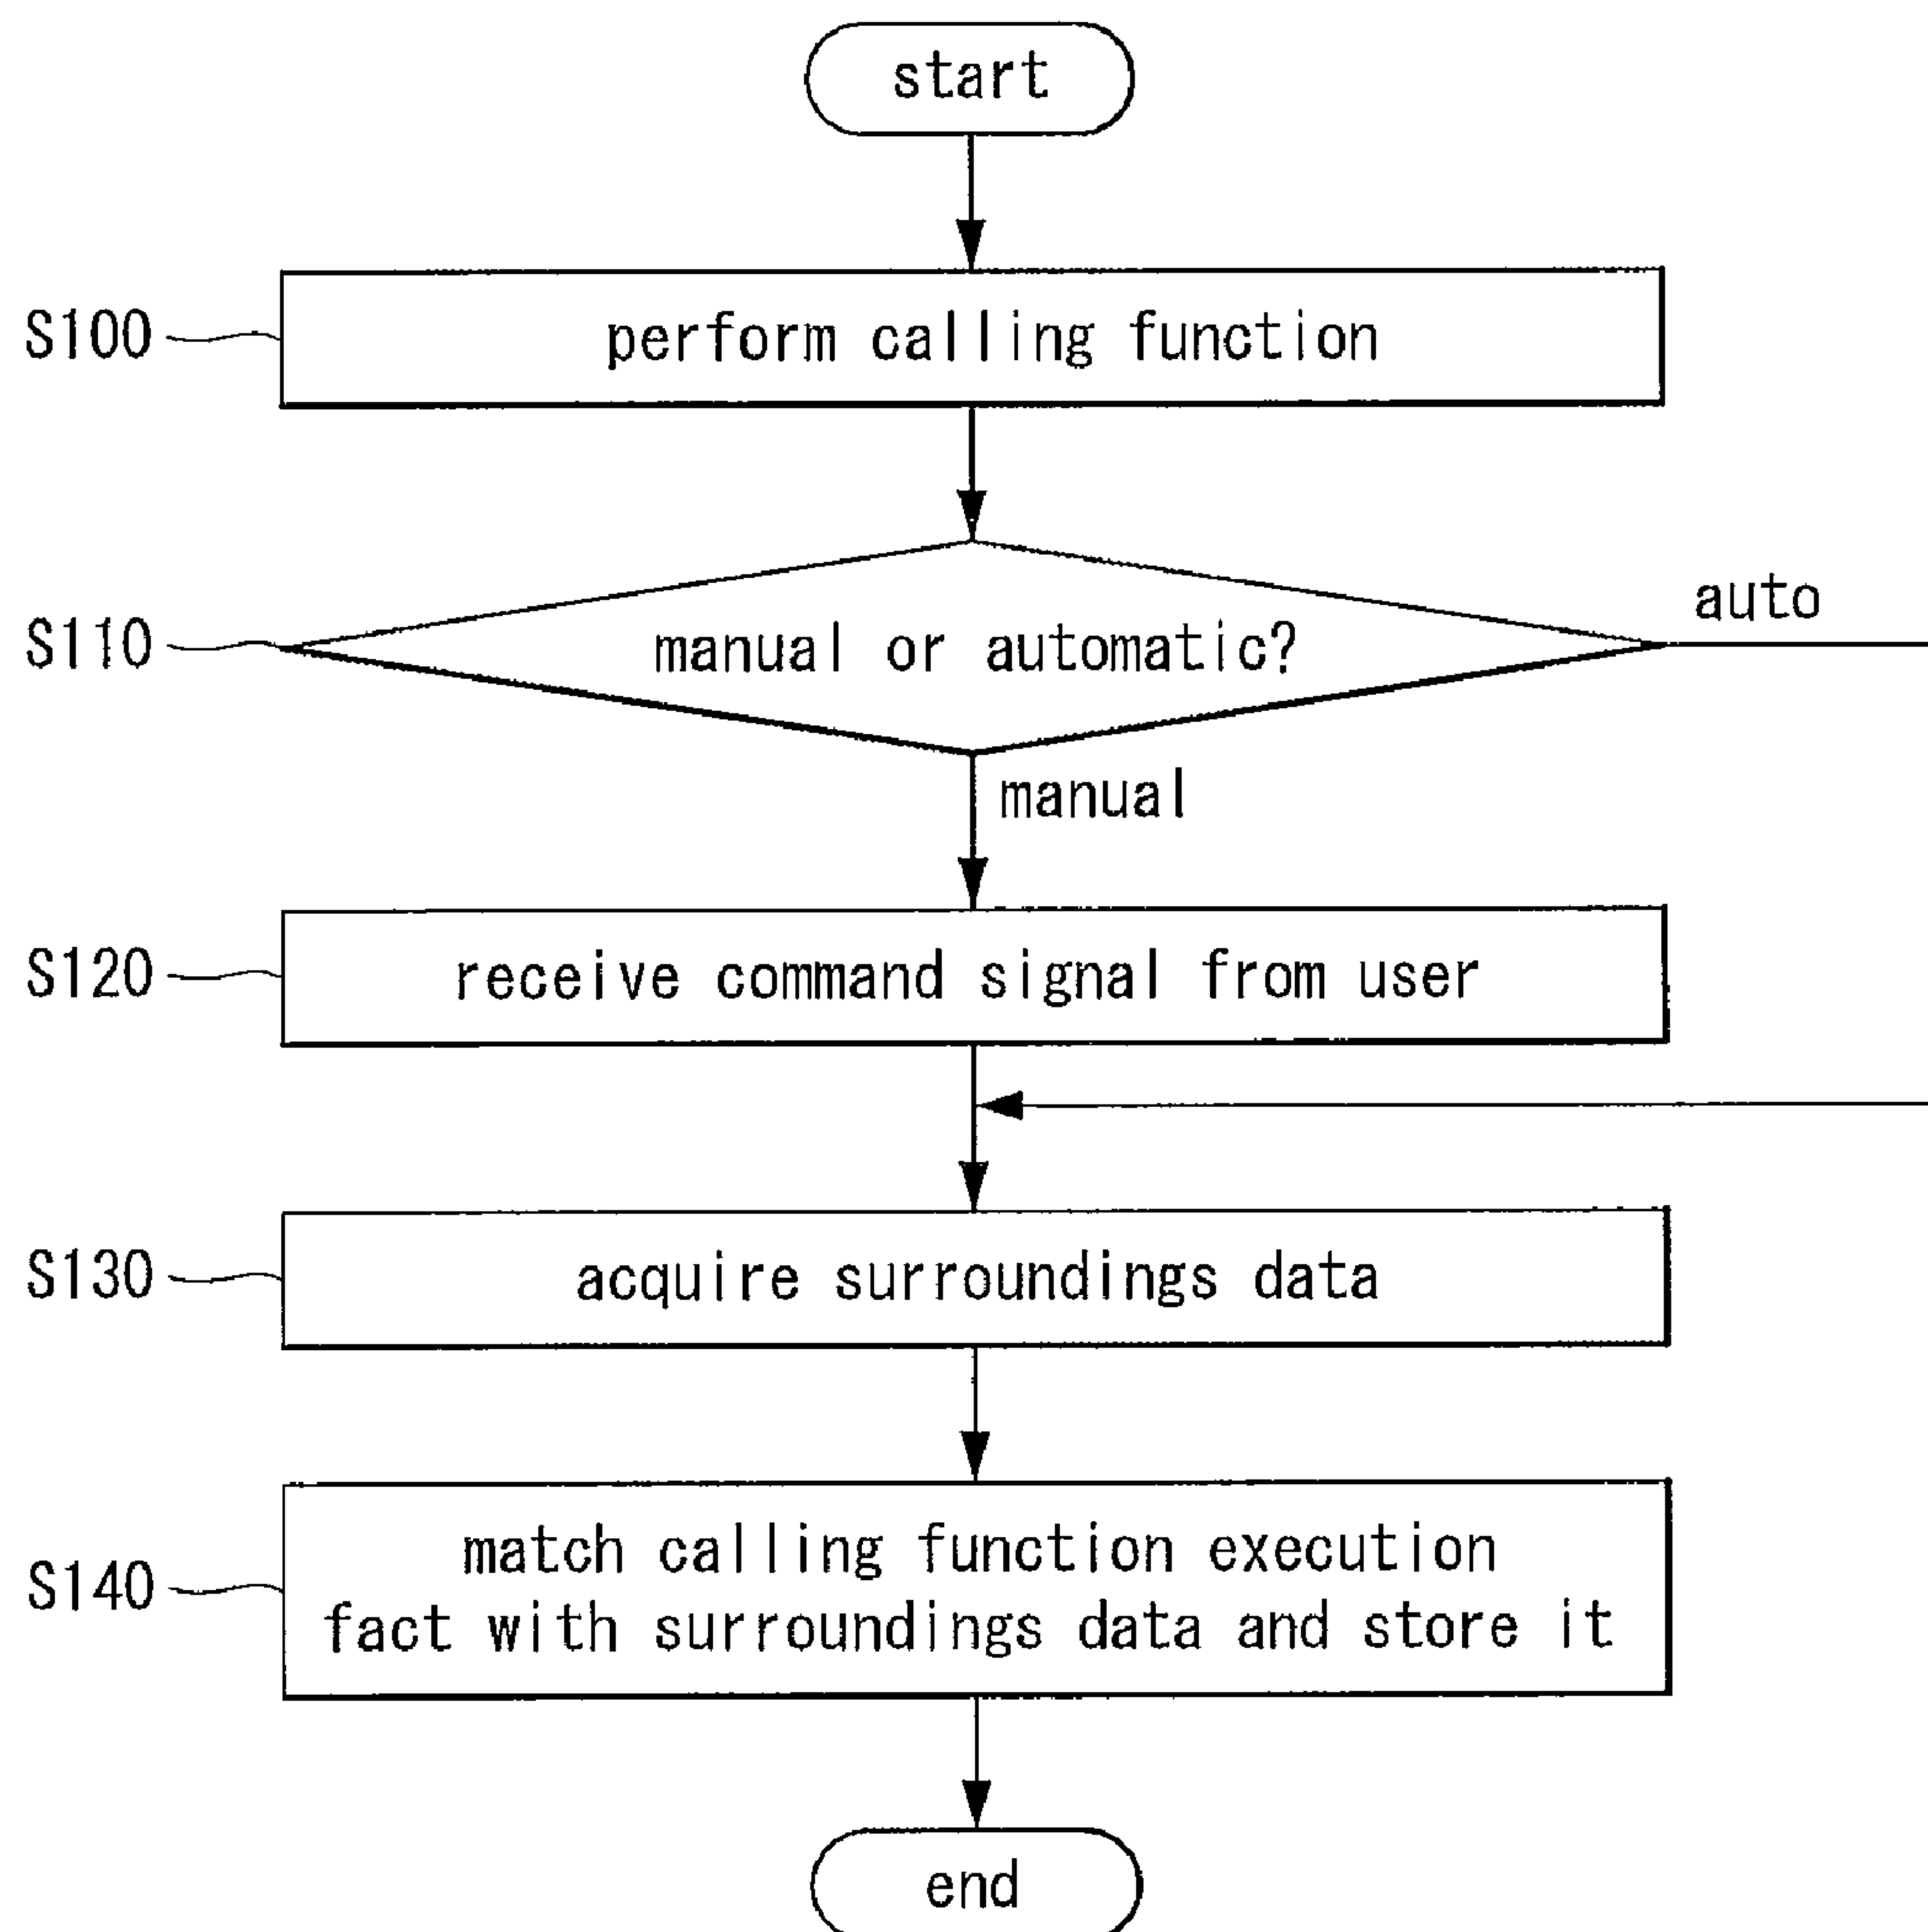 start
S100
perform calling function
S110
manual or automatic?
auto
manual
S120
receive command signal from user
S130
acquire surroundings data
S140
match calling function execution
fact with surroundings data and store it
end